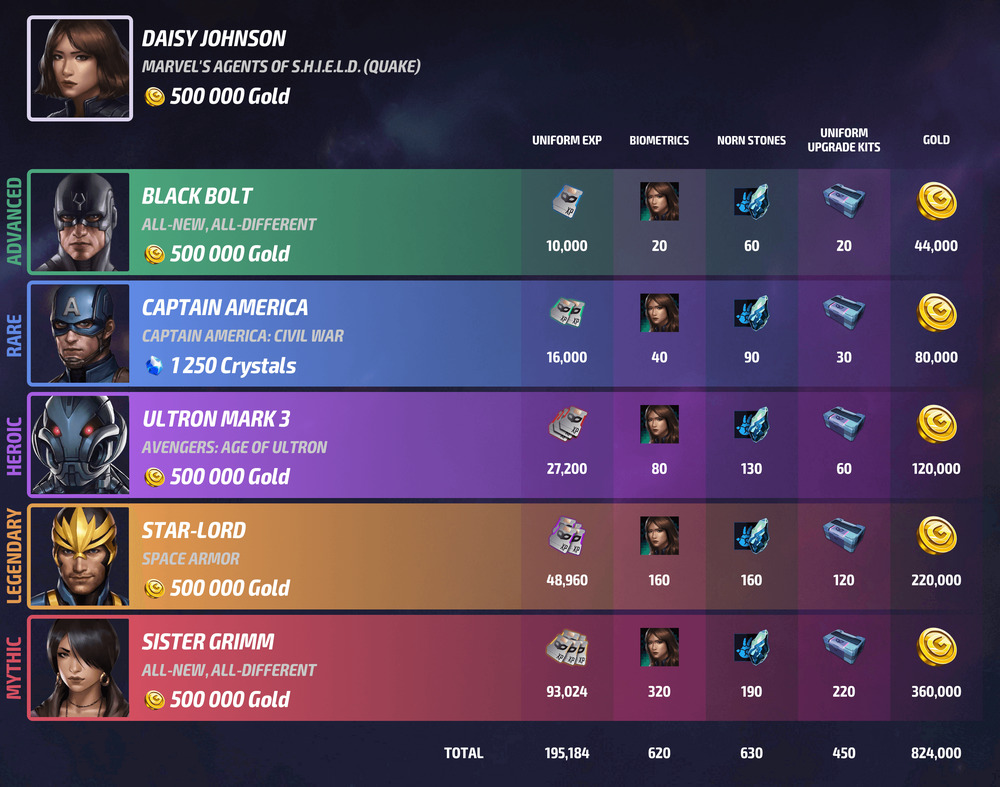 DAISY JOHNSON
MARVEL'S AGENTS OF S.H.I.E.L.D. (QUAKE)
500 000 Gold
UNIFORM EXP
BIOMETRICS
NORN STONES
UNIFORM
UPGRADE KITS
GOLD
ADVANCED
BLACK BOLT
ALL-NEW, ALL-DIFFERENT
500 000 Gold
XP
10,000
20
60
20
44,000
RARE
A
CAPTAIN AMERICA
CAPTAIN AMERICA: CIVIL WAR
1 250 Crystals
XP
16,000
40
90
30
80,000
HEROIC
ULTRON MARK 3
AVENGERS: AGE OF ULTRON
500 000 Gold
XP
27,200
80
130
60
120,000
LEGENDARY
STAR-LORD
SPACE ARMOR
500 000 Gold
XP
48,960
160
160
120
220,000
MYTHIC
SISTER GRIMM
ALL-NEW, ALL-DIFFERENT
500 000 Gold
XP
93,024
320
190
220
360,000
TOTAL
195,184
620
630
450
824,000